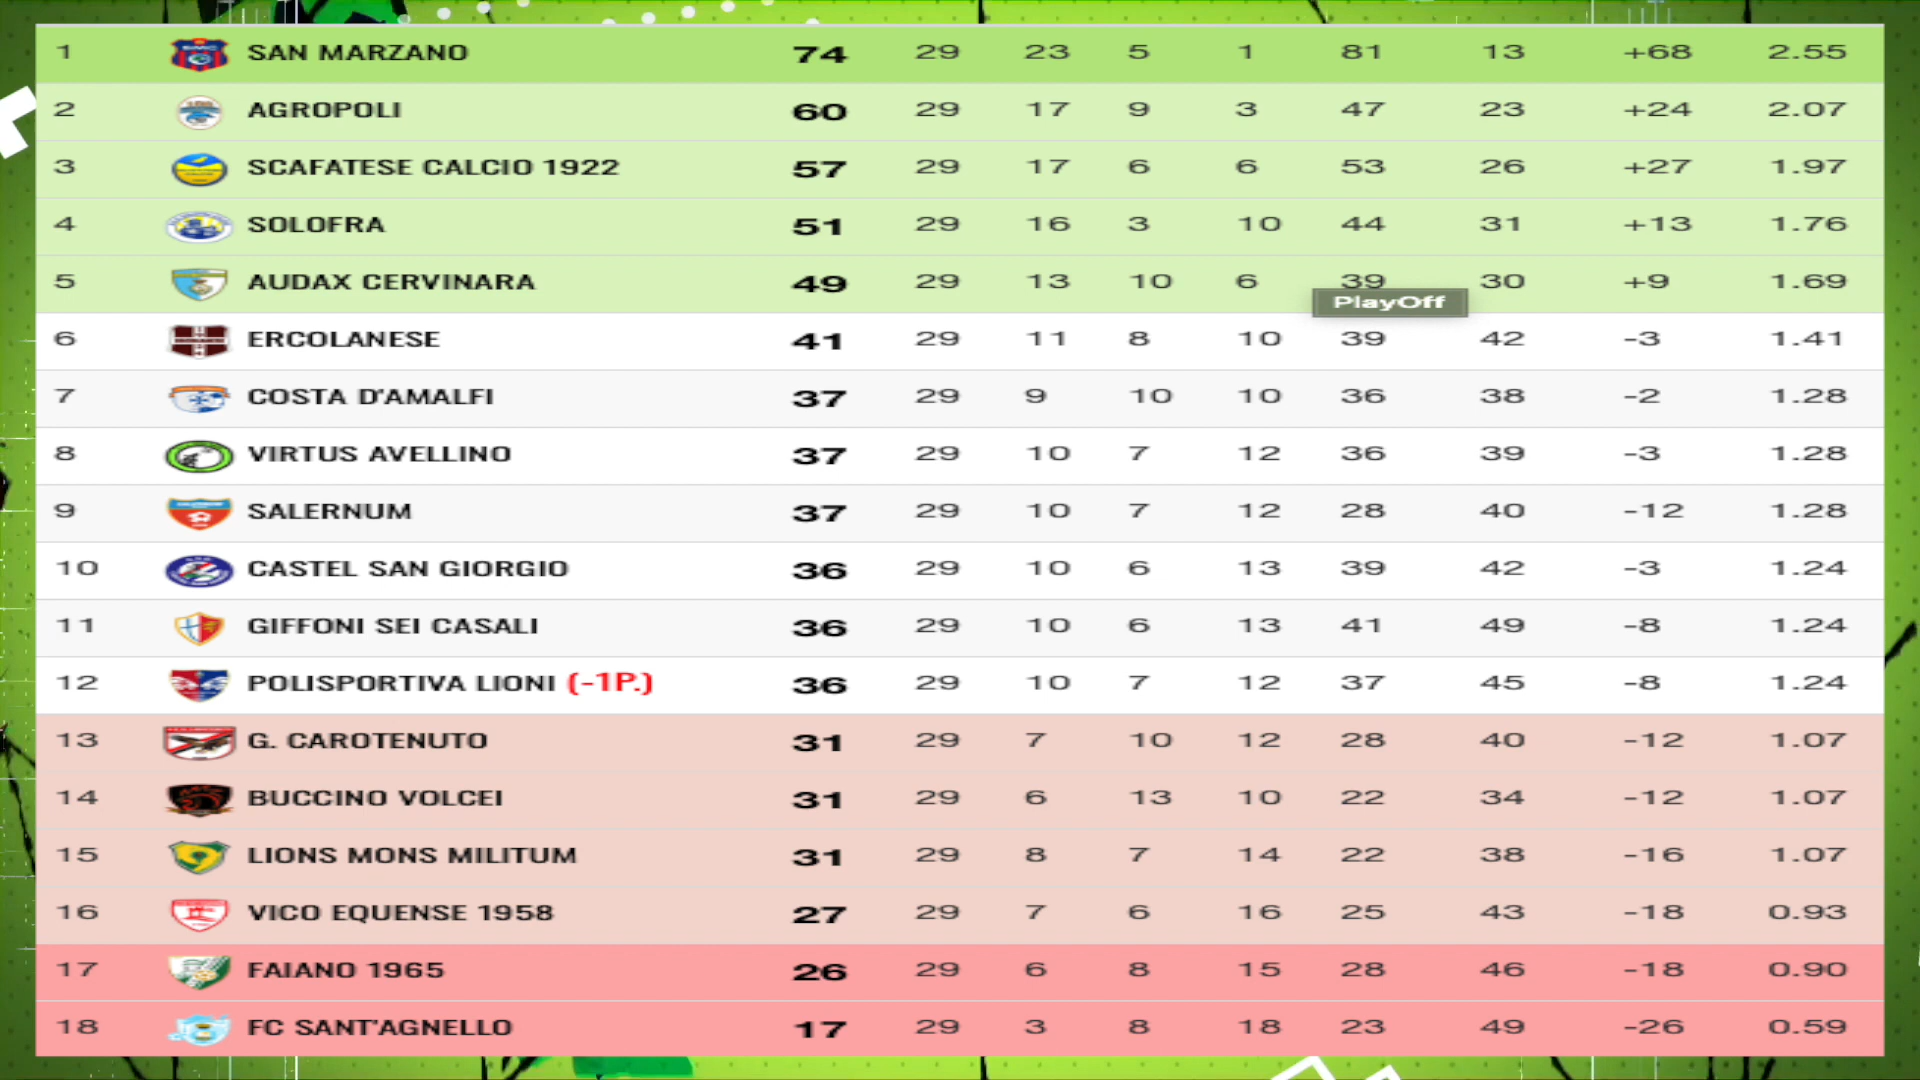 1 SAN MARZANO 74 29 23 5 1 81 13 +68 2.55
2 AGROPOLI 60 29 17 9 3 47 23 +24 2.07
3 SCAFATESE CALCIO 1922 57 29 17 6 6 53 26 +27 1.97
4 SOLOFRA 51 29 16 3 10 44 31 +13 1.76
5 AUDAX CERVINARA 49 29 13 10 6 39 30 +9 1.69
PlayOff
6 ERCOLANESE 41 29 11 8 10 39 42 -3 1.41
7 COSTA D'AMALFI 37 29 9 10 10 36 38 -2 1.28
8 VIRTUS AVELLINO 37 29 10 7 12 36 39 -3 1.28
9 SALERNUM 37 29 10 7 12 28 40 -12 1.28
10 CASTEL SAN GIORGIO 36 29 10 6 13 39 42 -3 1.24
11 GIFFONI SEI CASALI 36 29 10 6 13 41 49 -8 1.24
12 POLISPORTIVA LIONI (-1P.) 36 29 10 7 12 37 45 -8 1.24
13 G. CAROTENUTO 31 29 7 10 12 28 40 -12 1.07
14 BUCCINO VOLCEI 31 29 6 13 10 22 34 -12 1.07
15 LIONS MONS MILITUM 31 29 8 7 14 22 38 -16 1.07
16 VICO EQUENSE 1958 27 29 7 6 16 25 43 -18 0.93
17 FAIANO 1965 26 29 6 8 15 28 46 -18 0.90
18 FC SANT'AGNELLO 17 29 3 8 18 23 49 -26 0.59